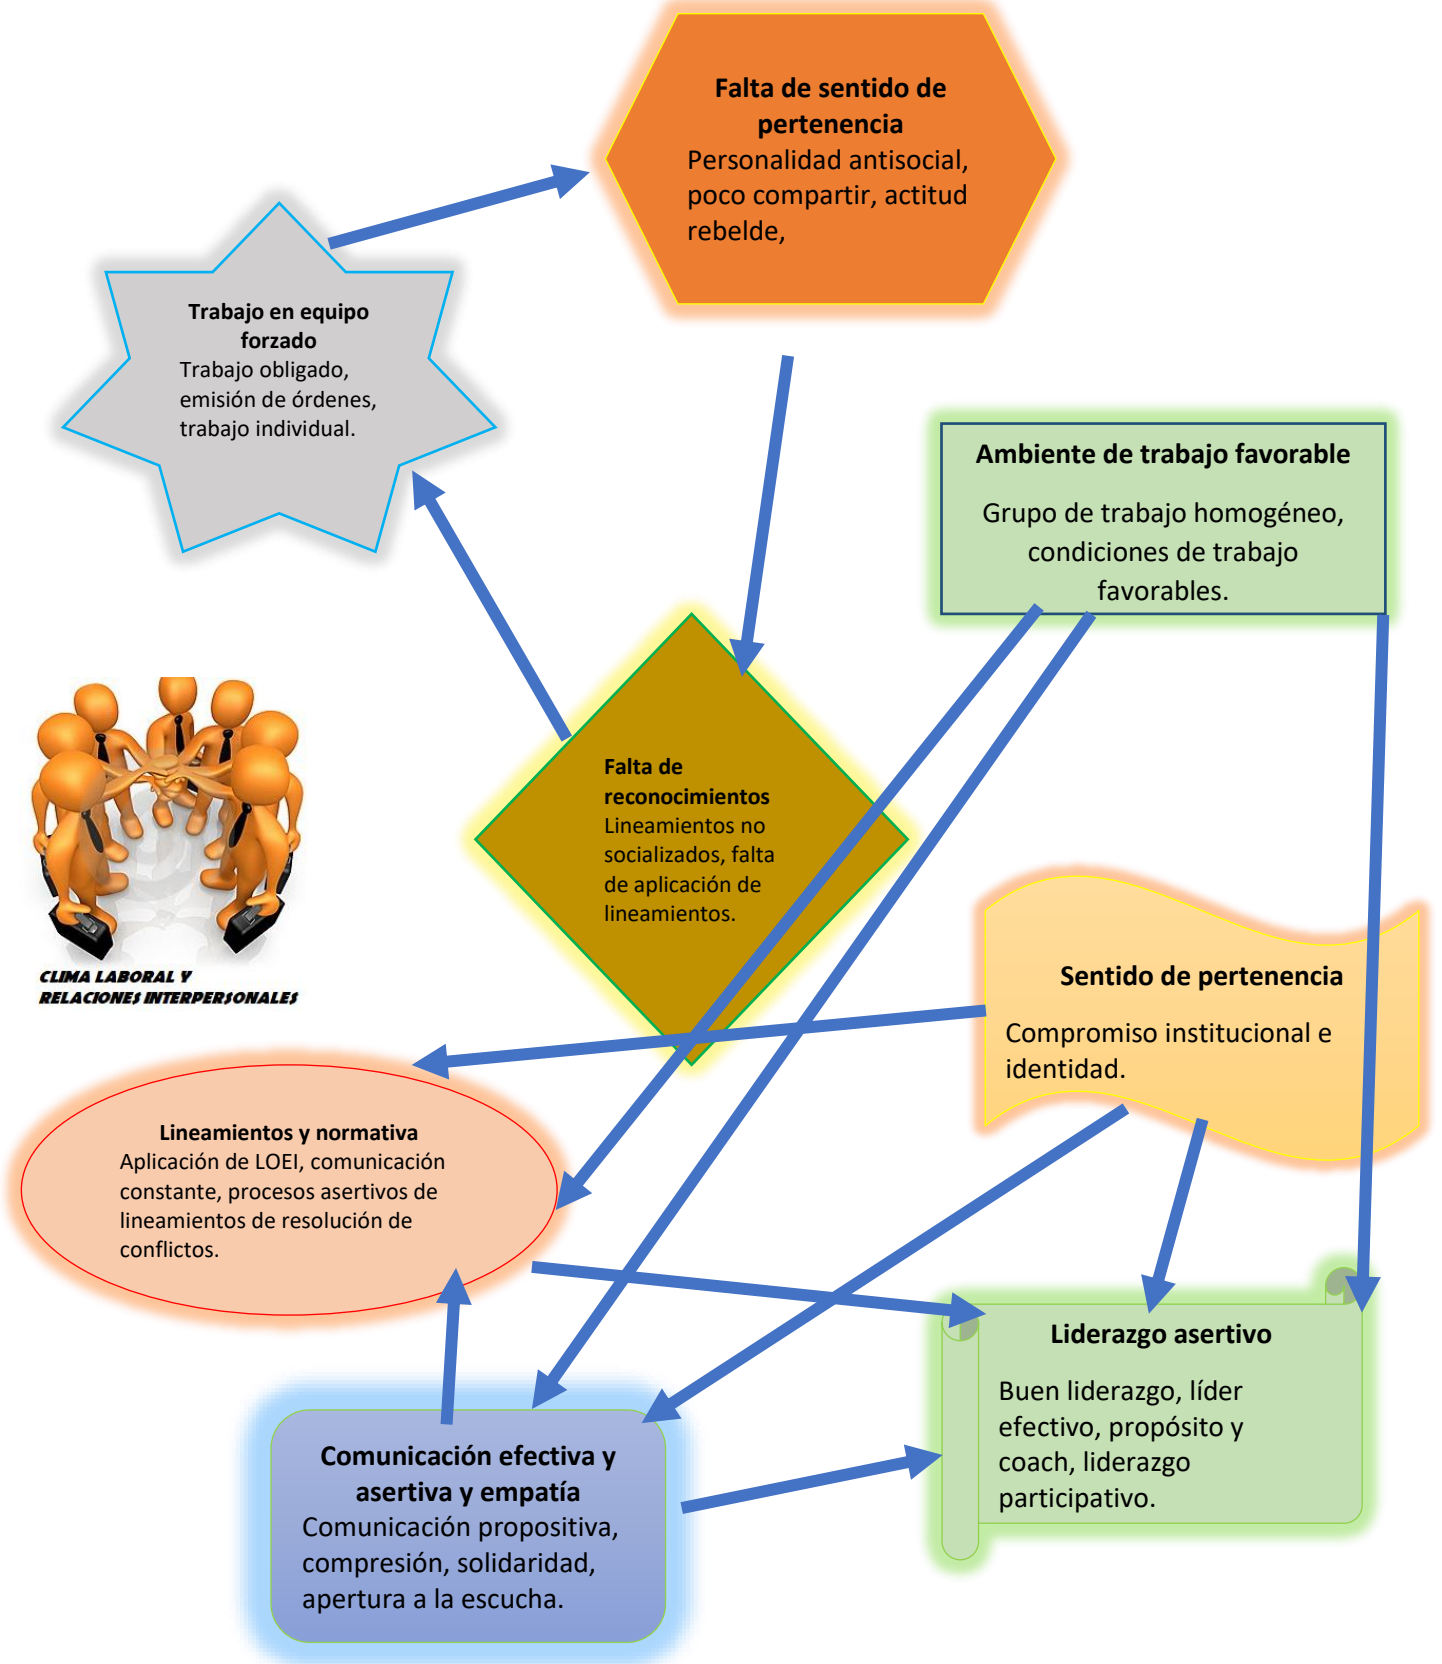 Falta de sentido de
pertenencia
Personalidad antisocial,
poco compartir, actitud
rebelde,
Trabajo en equipo
forzado
Trabajo obligado,
emisión de órdenes,
trabajo individual.
Ambiente de trabajo favorable
Grupo de trabajo homogéneo,
condiciones de trabajo
favorables.
Falta de
reconocimientos
Lineamientos no
socializados, falta
de aplicación de
lineamientos.
CLIMA LABORAL Y
RELACIONES INTERPERSONALES
Sentido de pertenencia
Compromiso institucional e
identidad.
Lineamientos y normativa
Aplicación de LOEI, comunicación
constante, procesos asertivos de
lineamientos de resolución de
conflictos.
Liderazgo asertivo
Buen liderazgo, líder
efectivo, propósito y
coach, liderazgo
participativo.
Comunicación efectiva y
asertiva y empatía
Comunicación propositiva,
compresión, solidaridad,
apertura a la escucha.